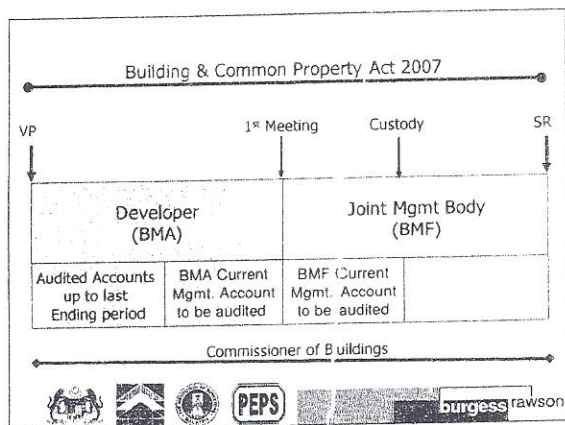 Building & Common Property Act 2007
VP
1st Meeting
Custody
SR
Developer
(BMA)
Joint Mgmt Body
(BMF)
Audited Accounts
up to last
Ending period
BMA Current
Mgmt. Account
to be audited
BMF Current
Mgmt. Account
to be audited
Commissioner of Buildings
PEPS
burgess rawson